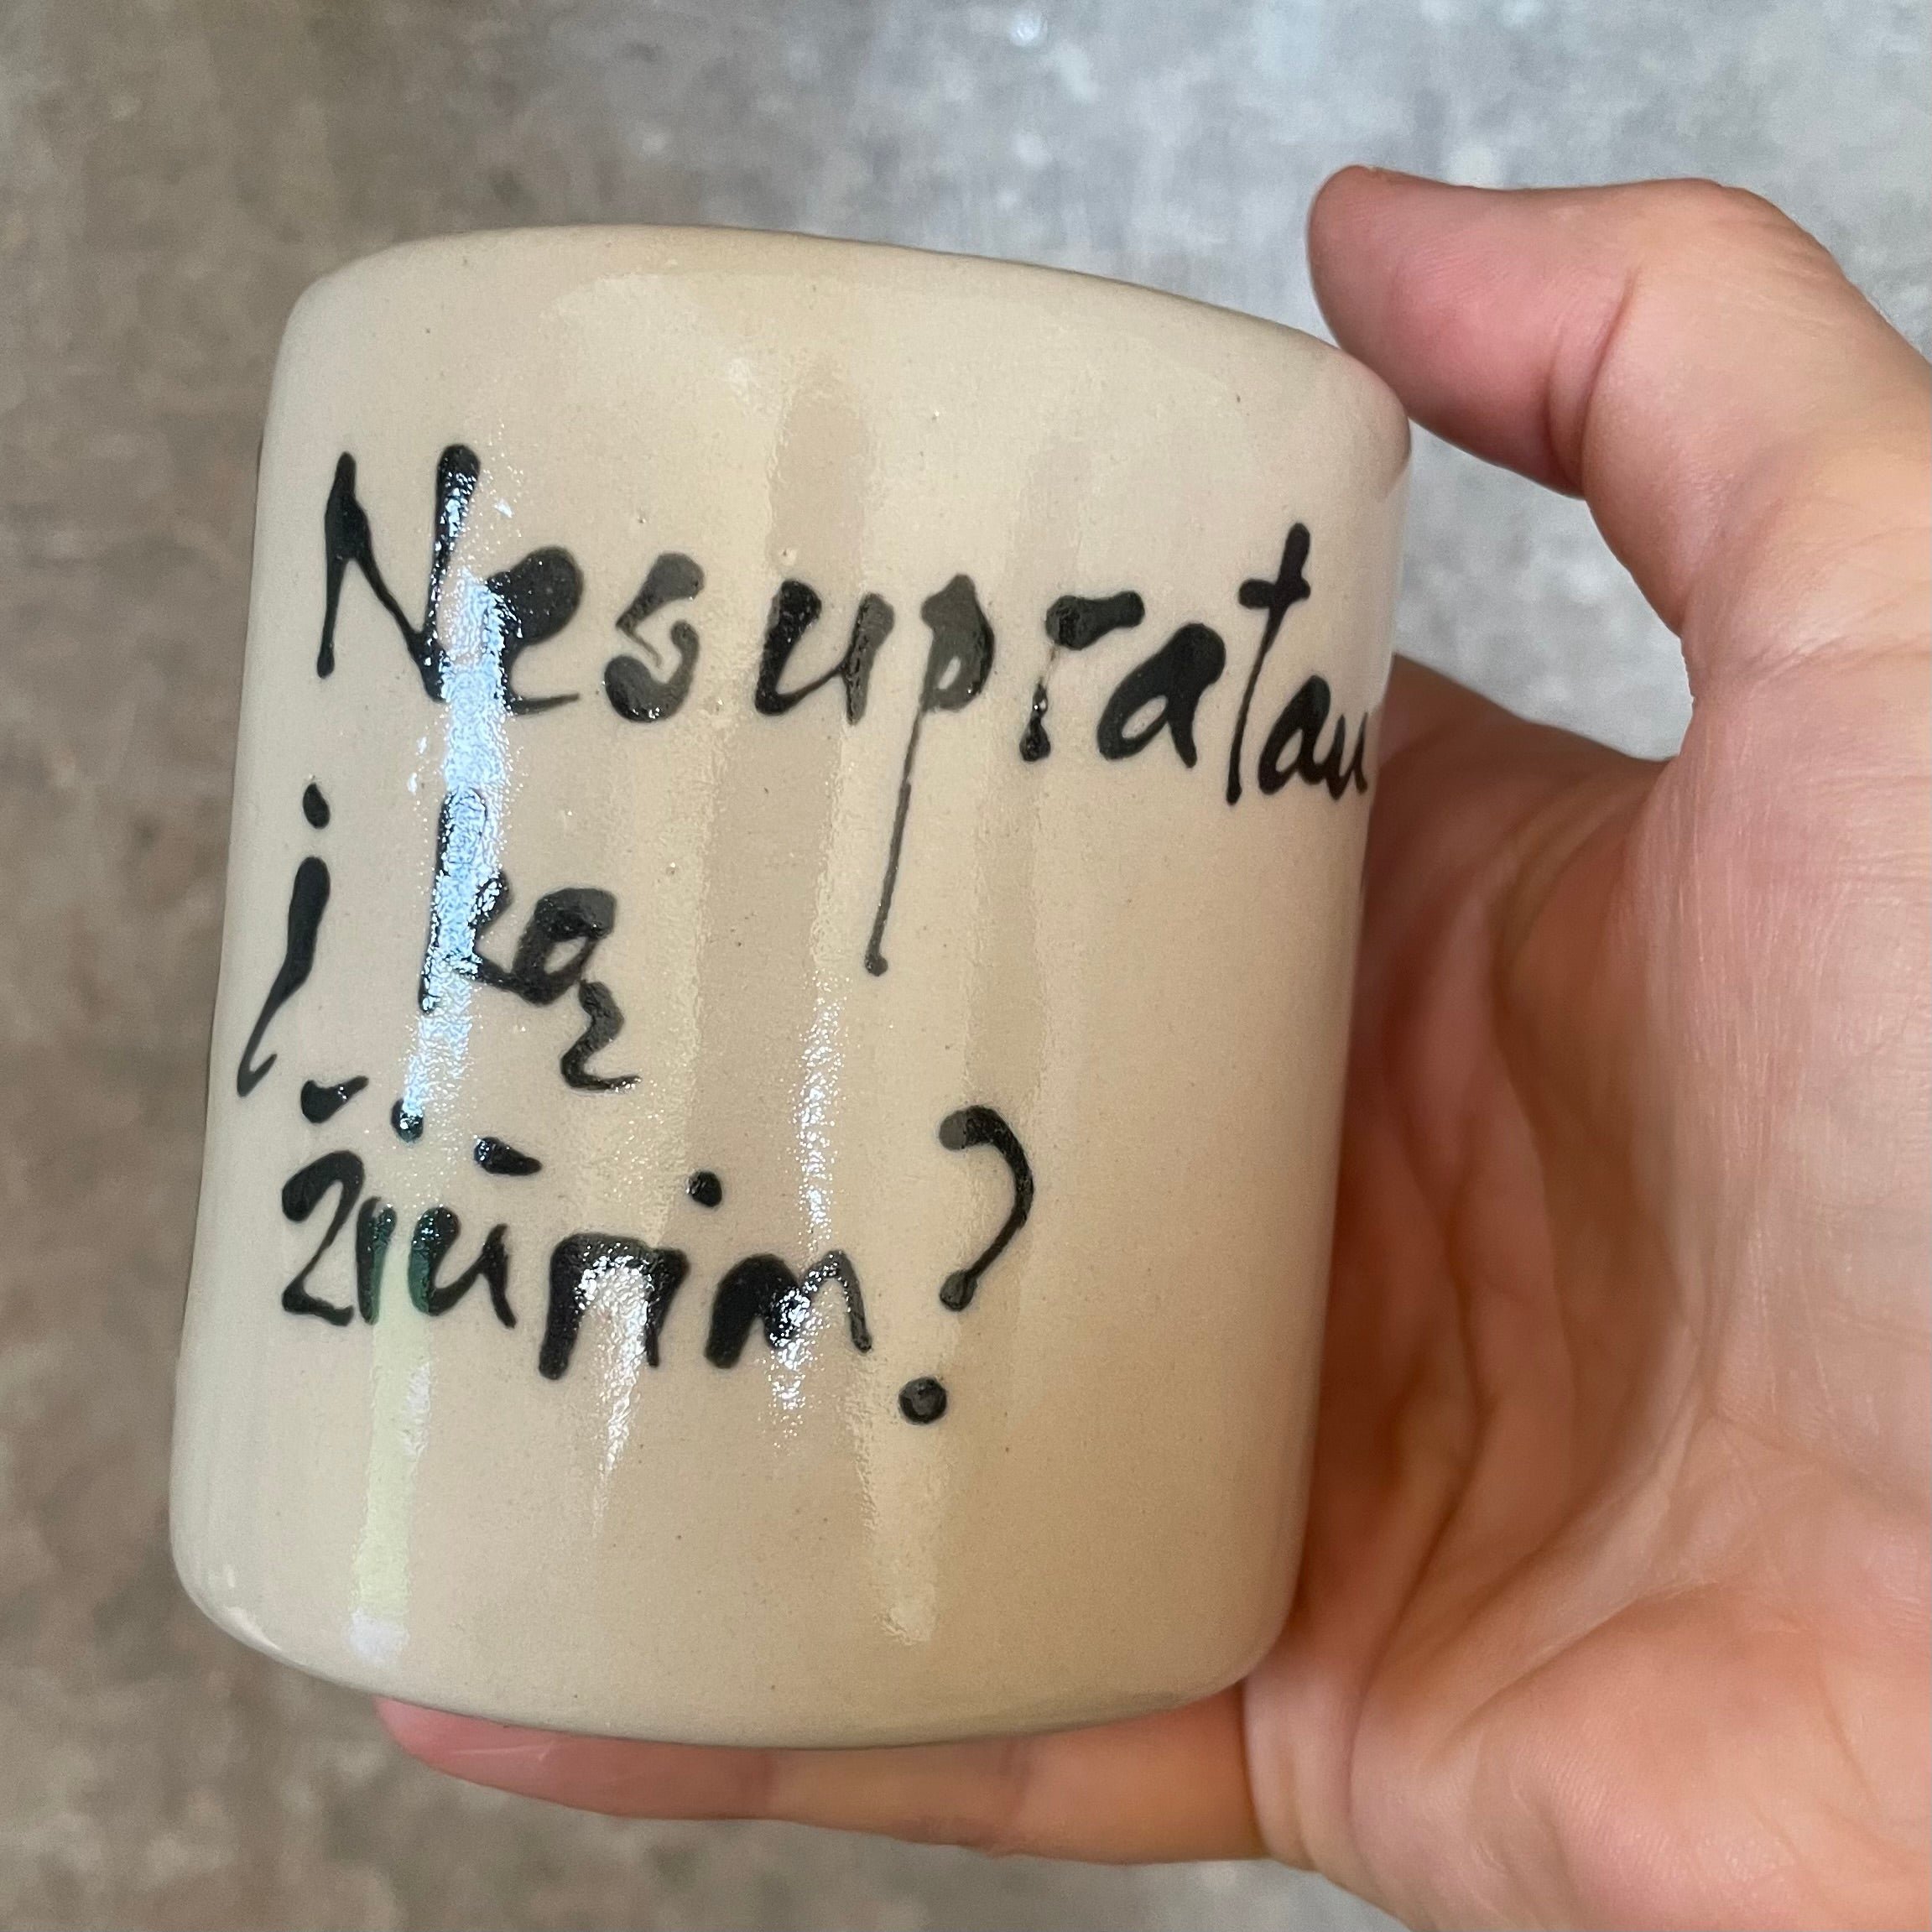 Nesupratau
į ką
žiūrim?